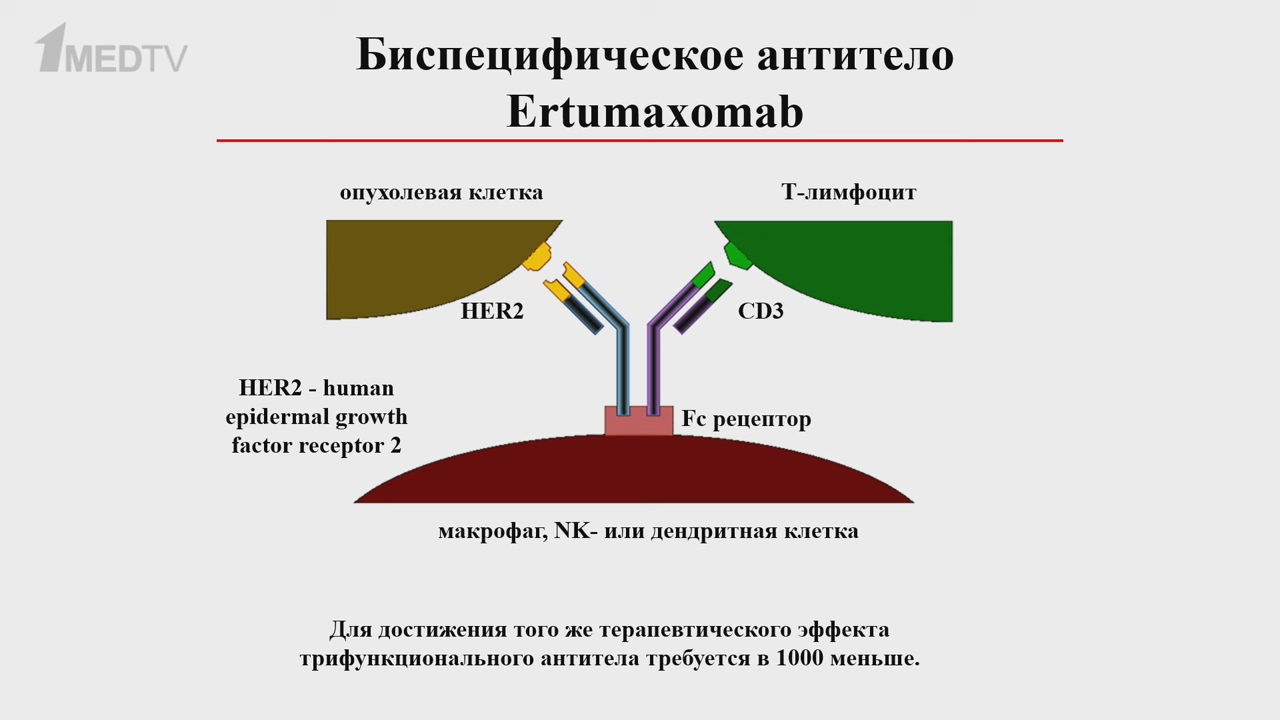 1MEDTV
Биспецифическое антитело
Ertumaxomab
опухолевая клетка
Т-лимфоцит
HER2
CD3
HER2 - human
epidermal growth
factor receptor 2
Fc рецептор
макрофаг, NK- или дендритная клетка
Для достижения того же терапевтического эффекта
трифункционального антитела требуется в 1000 меньше.